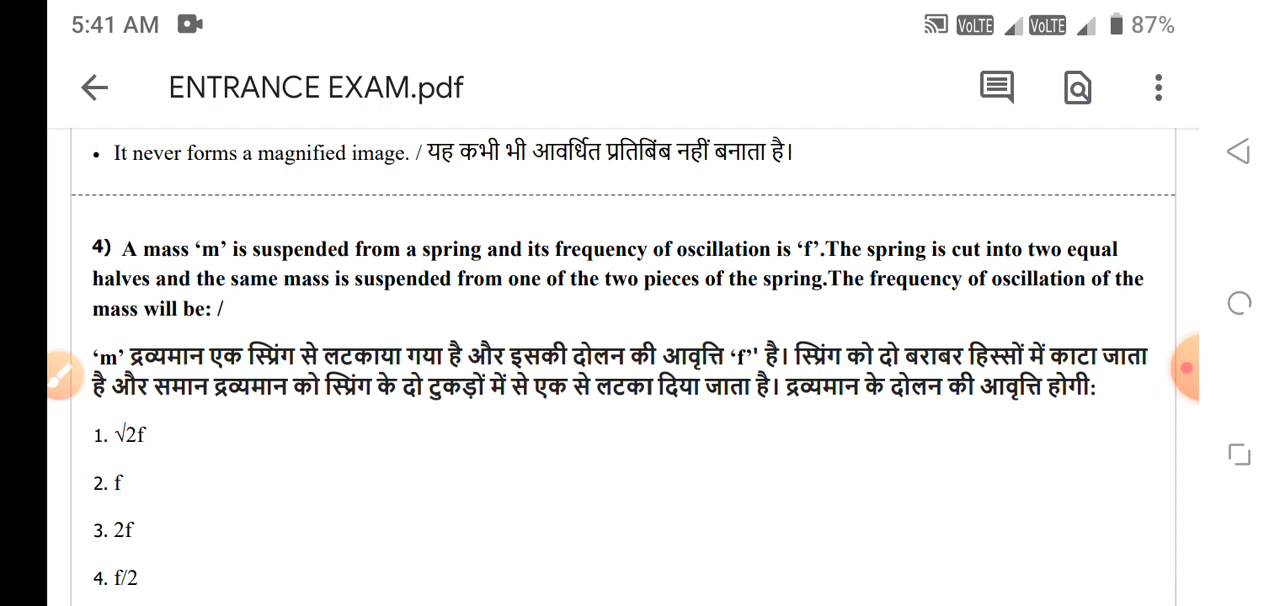 5:41 AM VoLTE VoLTE 87%
ENTRANCE EXAM.pdf
• It never forms a magnified image. / यह कभी भी आवर्धित प्रतिबिंब नहीं बनाता है।
4) A mass ‘m’ is suspended from a spring and its frequency of oscillation is ‘f’.The spring is cut into two equal
halves and the same mass is suspended from one of the two pieces of the spring.The frequency of oscillation of the
mass will be: /
‘m’ द्रव्यमान एक स्प्रिंग से लटकाया गया है और इसकी दोलन की आवृत्ति ‘f’' है। स्प्रिंग को दो बराबर हिस्सों में काटा जाता
है और समान द्रव्यमान को स्प्रिंग के दो टुकड़ों में से एक से लटका दिया जाता है। द्रव्यमान के दोलन की आवृत्ति होगी:
1. √2f
2. f
3. 2f
4. f/2